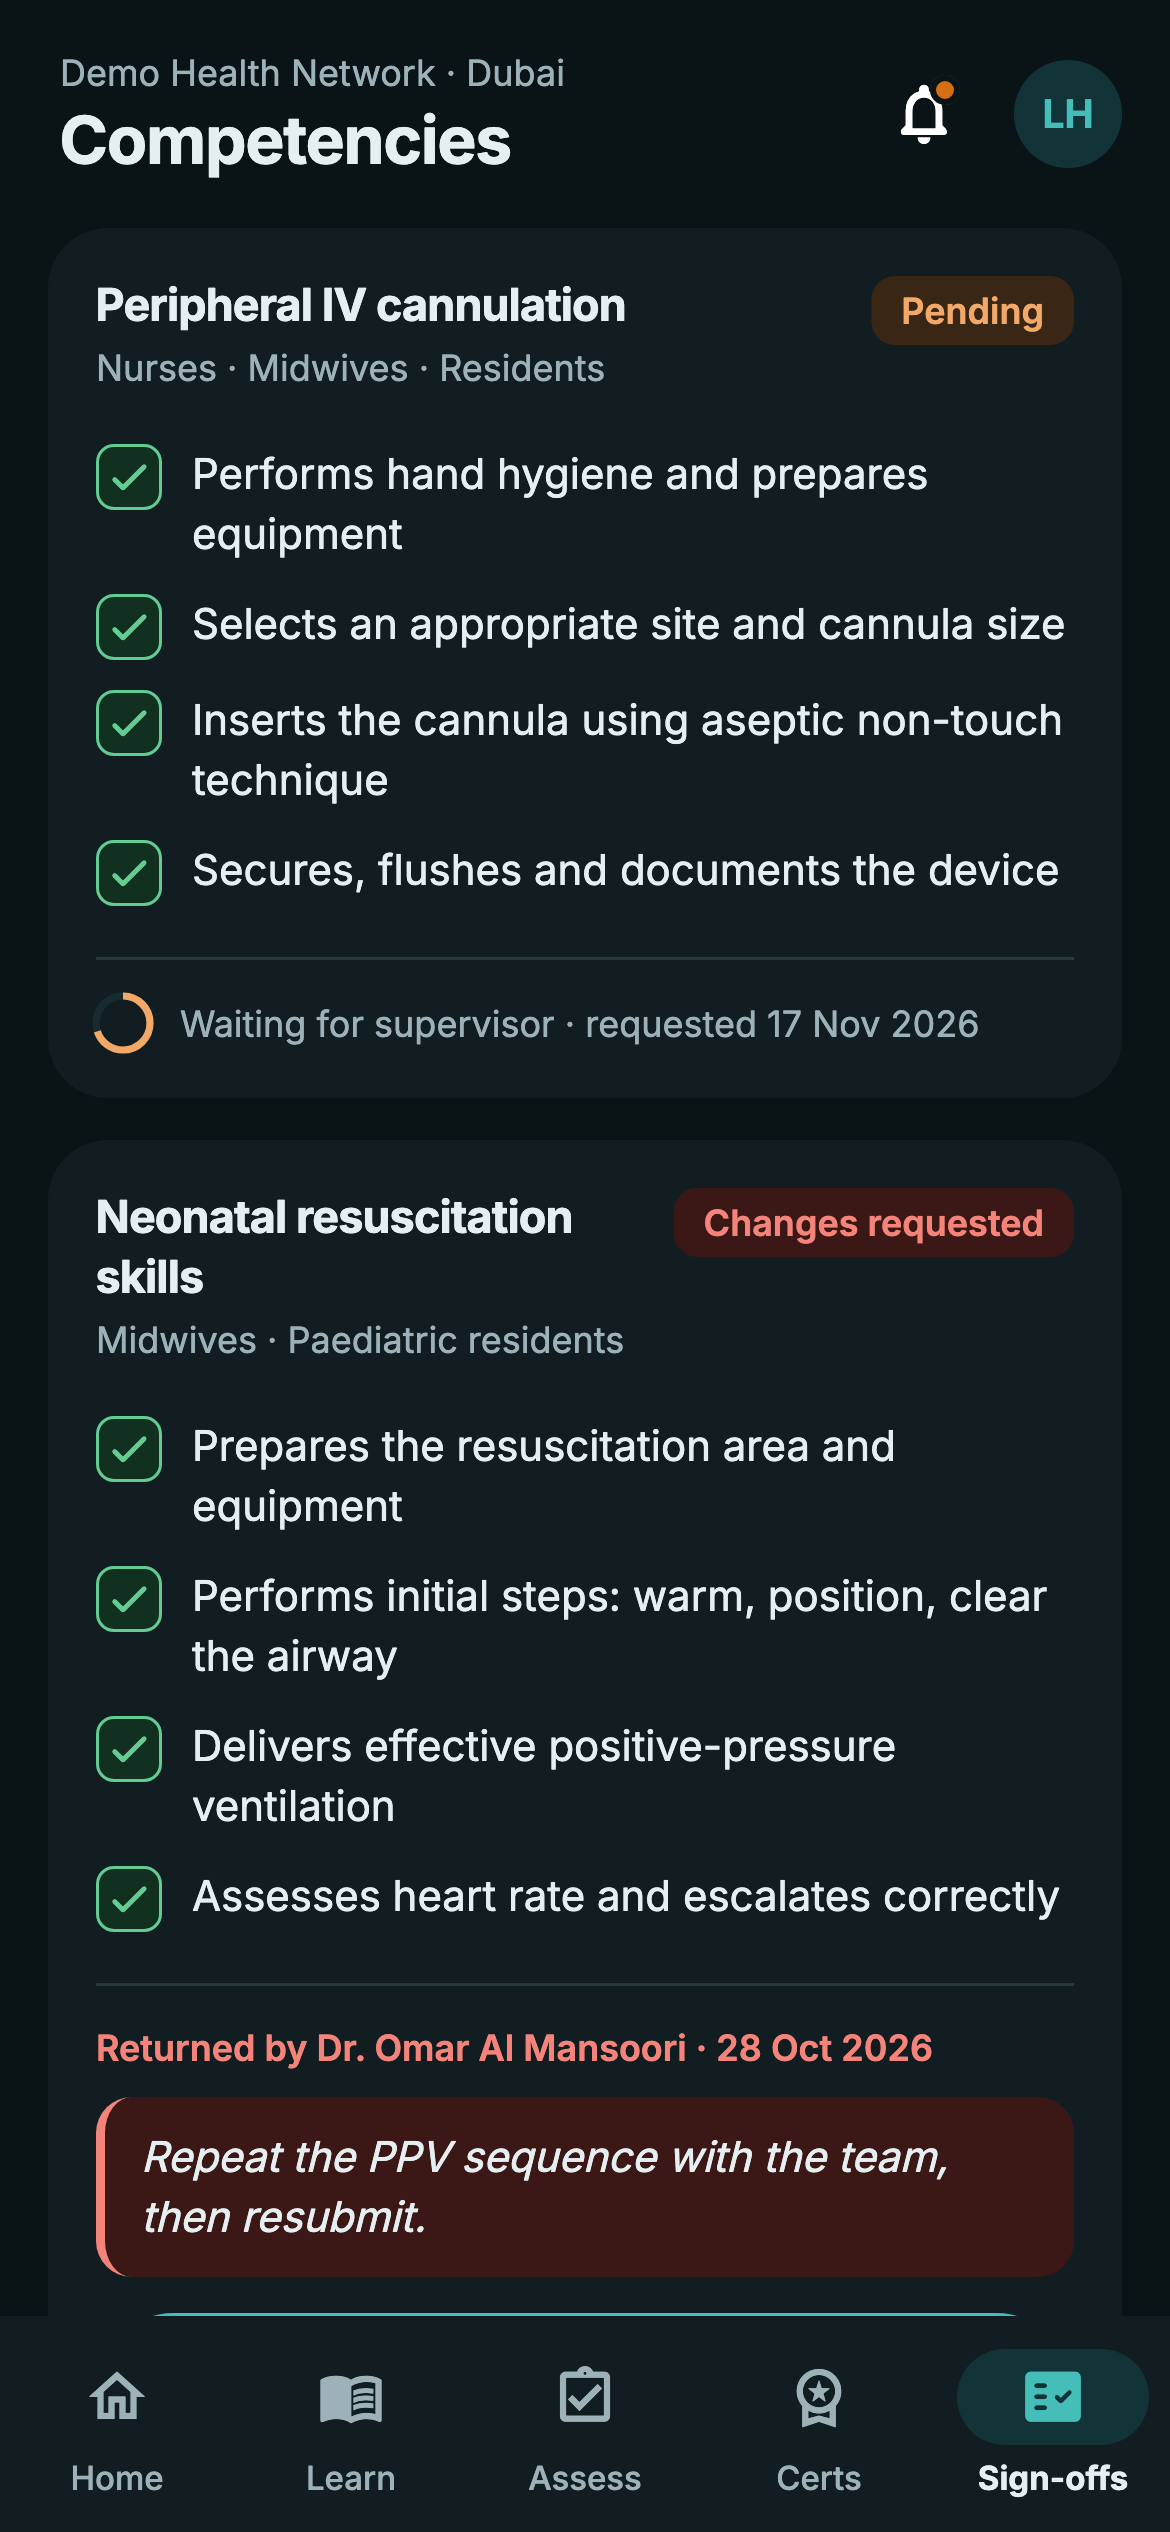 Demo Health Network · Dubai
Competencies
LH
Peripheral IV cannulation
Pending
Nurses · Midwives · Residents
Performs hand hygiene and prepares
equipment
Selects an appropriate site and cannula size
Inserts the cannula using aseptic non-touch
technique
Secures, flushes and documents the device
Waiting for supervisor · requested 17 Nov 2026
Neonatal resuscitation
skills
Changes requested
Midwives · Paediatric residents
Prepares the resuscitation area and
equipment
Performs initial steps: warm, position, clear
the airway
Delivers effective positive-pressure
ventilation
Assesses heart rate and escalates correctly
Returned by Dr. Omar Al Mansoori · 28 Oct 2026
Repeat the PPV sequence with the team,
then resubmit.
Home
Learn
Assess
Certs
Sign-offs